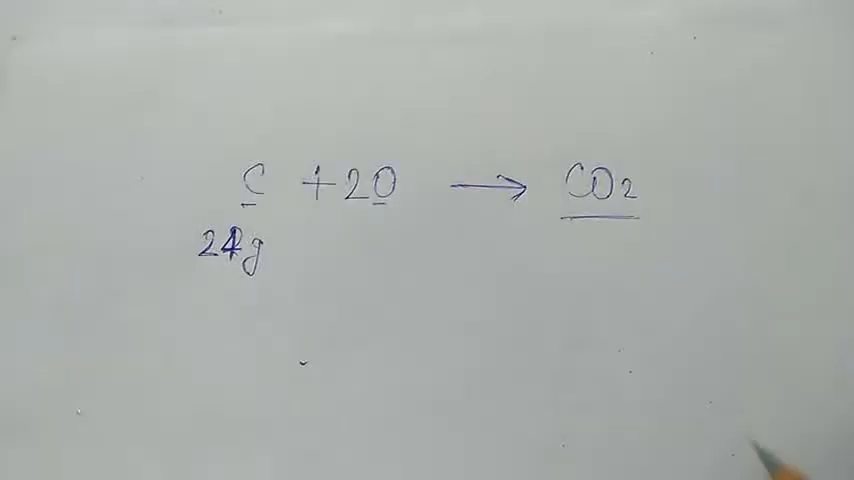 C + 2O → CO₂
24g